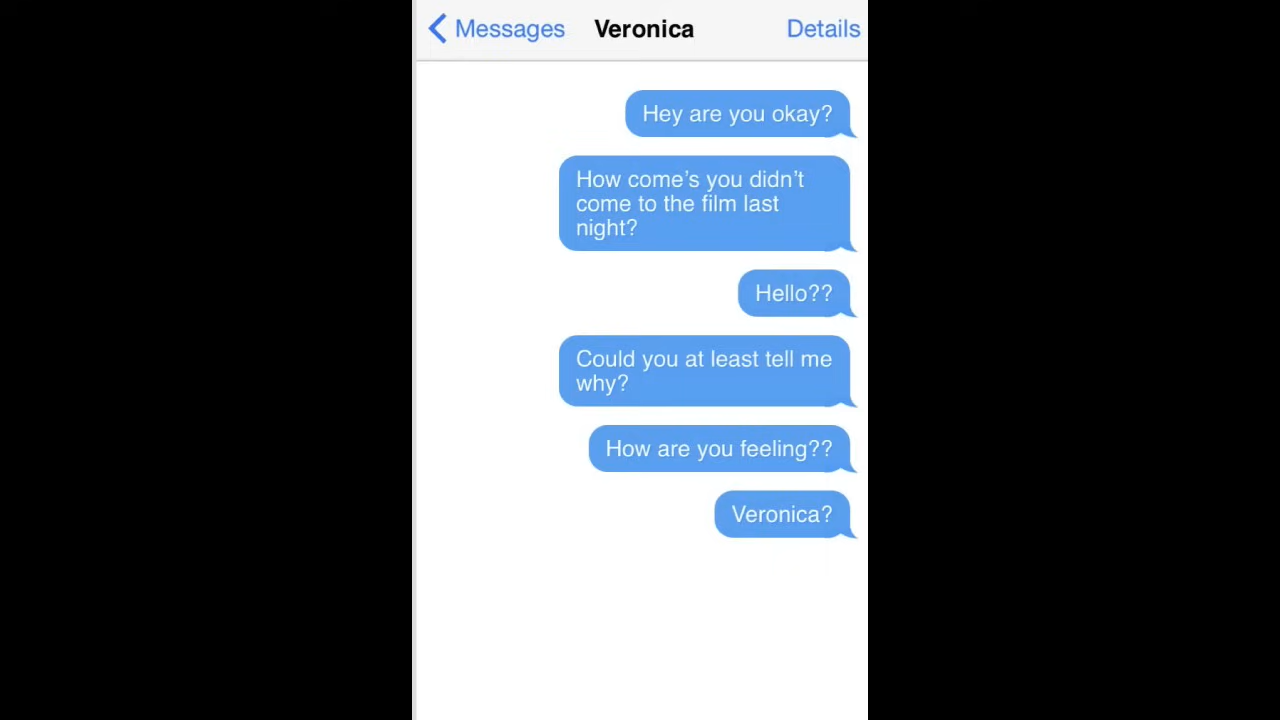 Messages Veronica Details
Hey are you okay?
How come’s you didn’t
come to the film last
night?
Hello??
Could you at least tell me
why?
How are you feeling??
Veronica?